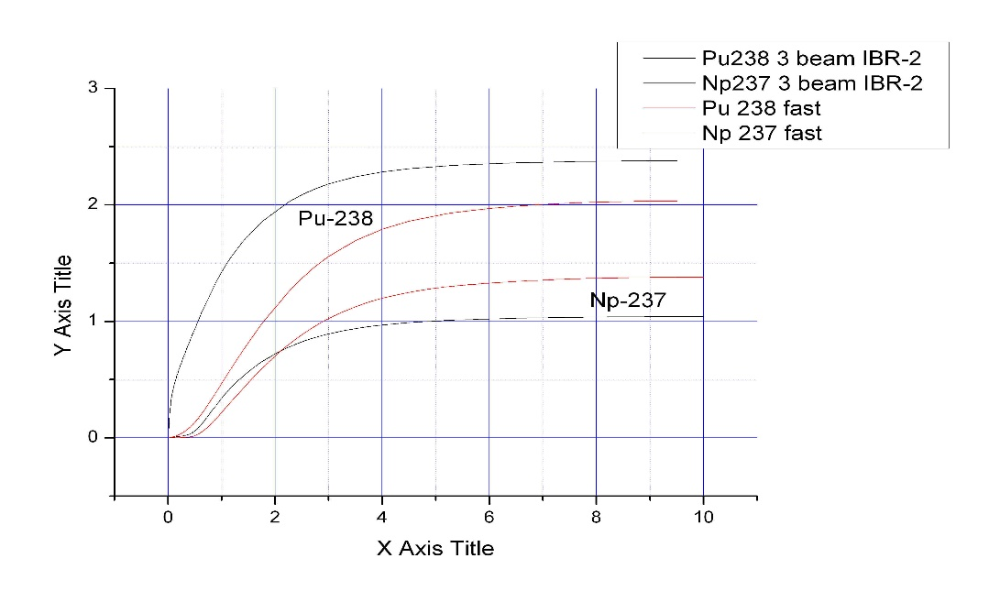 Pu238 3 beam IBR-2
Np237 3 beam IBR-2
Pu 238 fast
Np 237 fast
3
2
1
0
Pu-238
Np-237
Y Axis Title
0 2 4 6 8 10
X Axis Title